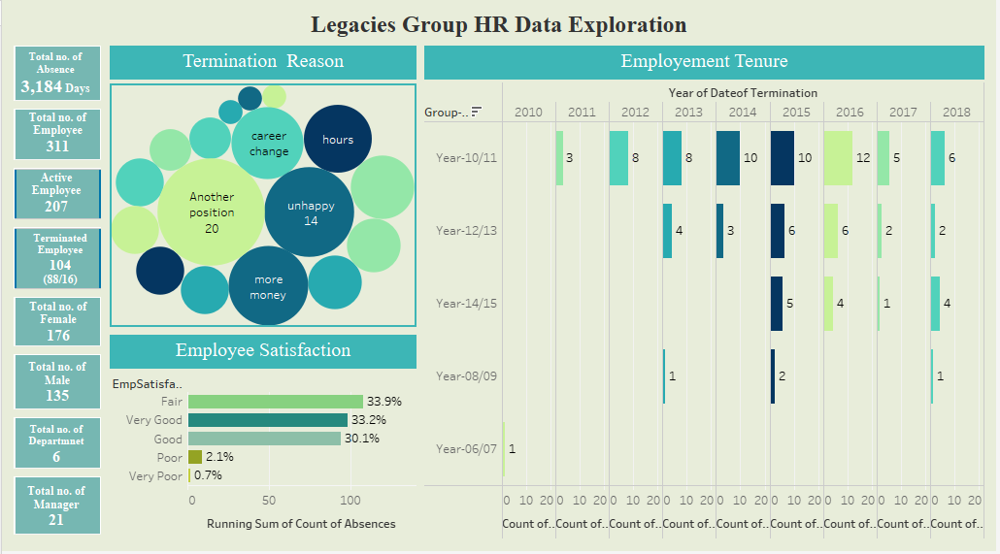 Legacies Group HR Data Exploration
Total no. of
Absence
3,184 Days
Total no. of
Employee
311
Active
Employee
207
Terminated
Employee
104
(88/16)
Total no. of
Female
176
Total no. of
Male
135
Total no. of
Departmnet
6
Total no. of
Manager
21
Termination Reason
career
change
hours
Another
position
20
unhappy
14
more
money
Employee Satisfaction
EmpSatisfa..
Fair 33.9%
Very Good 33.2%
Good 30.1%
Poor 2.1%
Very Poor 0.7%
0 50 100
Running Sum of Count of Absences
Employement Tenure
Year of Dateof Termination
Group-.. 2010 2011 2012 2013 2014 2015 2016 2017 2018
Year-10/11 3 8 8 10 10 12 5 6
Year-12/13 4 3 6 6 2 2
Year-14/15 5 4 1 4
Year-08/09 1 2 1
Year-06/07 1
0 10 20 0 10 20 0 10 20 0 10 20 0 10 20 0 10 20 0 10 20 0 10 20 0 10 20
Count of.. Count of.. Count of.. Count of.. Count of.. Count of.. Count of.. Count of.. Count of..